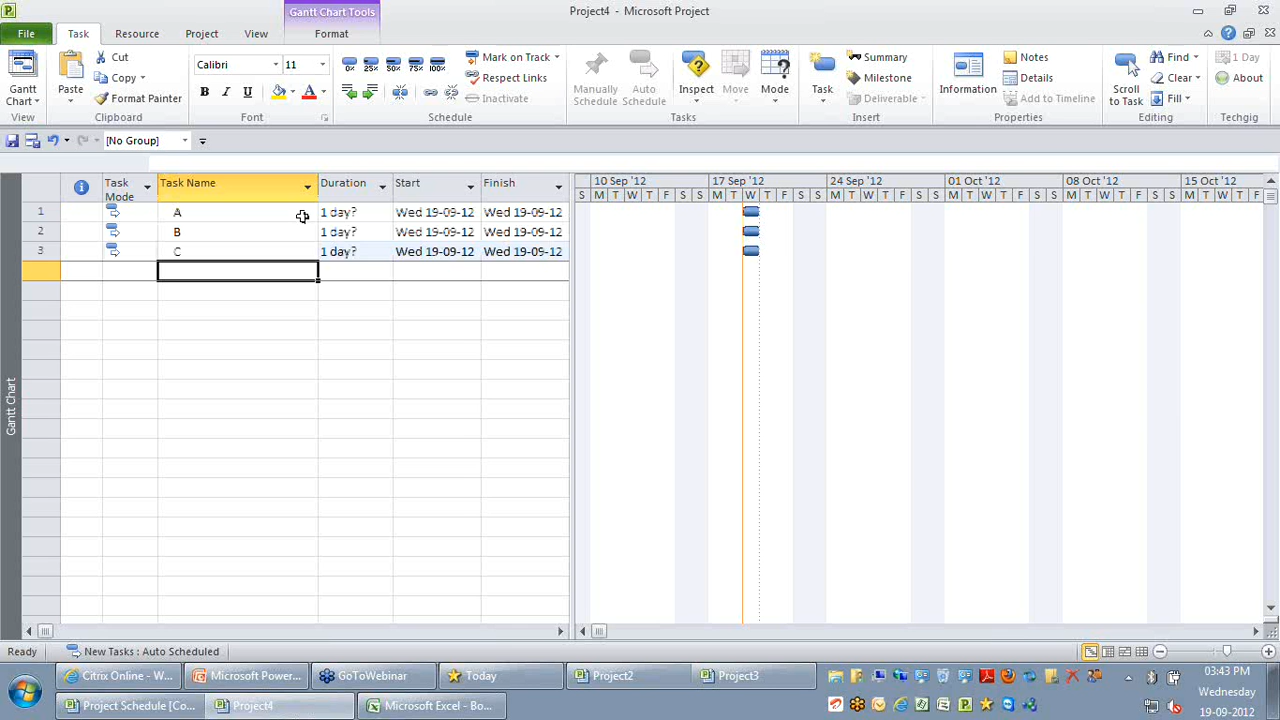 Gantt Chart Tools
Project4 - Microsoft Project
File Task Resource Project View Format
Gantt Chart
View
Paste
Cut
Copy
Format Painter
Clipboard
Calibri 11
B I U A
Font
0% 25% 50% 75% 100%
Mark on Track
Respect Links
Inactivate
Schedule
Manually Schedule
Auto Schedule
Inspect
Move
Mode
Tasks
Task
Summary
Milestone
Deliverable
Insert
Information
Notes
Details
Add to Timeline
Properties
Scroll to Task
Find
Clear
Fill
Editing
1 Day
About
Techgig
[No Group]
Task Mode Task Name Duration Start Finish
10 Sep '12 17 Sep '12 24 Sep '12 01 Oct '12 08 Oct '12 15 Oct '12
S M T W T F S S M T W T F S S M T W T F S S M T W T F S S M T W T F S S M T W T F
1 A 1 day? Wed 19-09-12 Wed 19-09-12
2 B 1 day? Wed 19-09-12 Wed 19-09-12
3 C 1 day? Wed 19-09-12 Wed 19-09-12
Gantt Chart
Ready New Tasks : Auto Scheduled
Citrix Online - W... Microsoft Power... GoToWebinar Today Project2 Project3
Project Schedule [Co... Project4 Microsoft Excel - Bo...
03:43 PM
Wednesday
19-09-2012